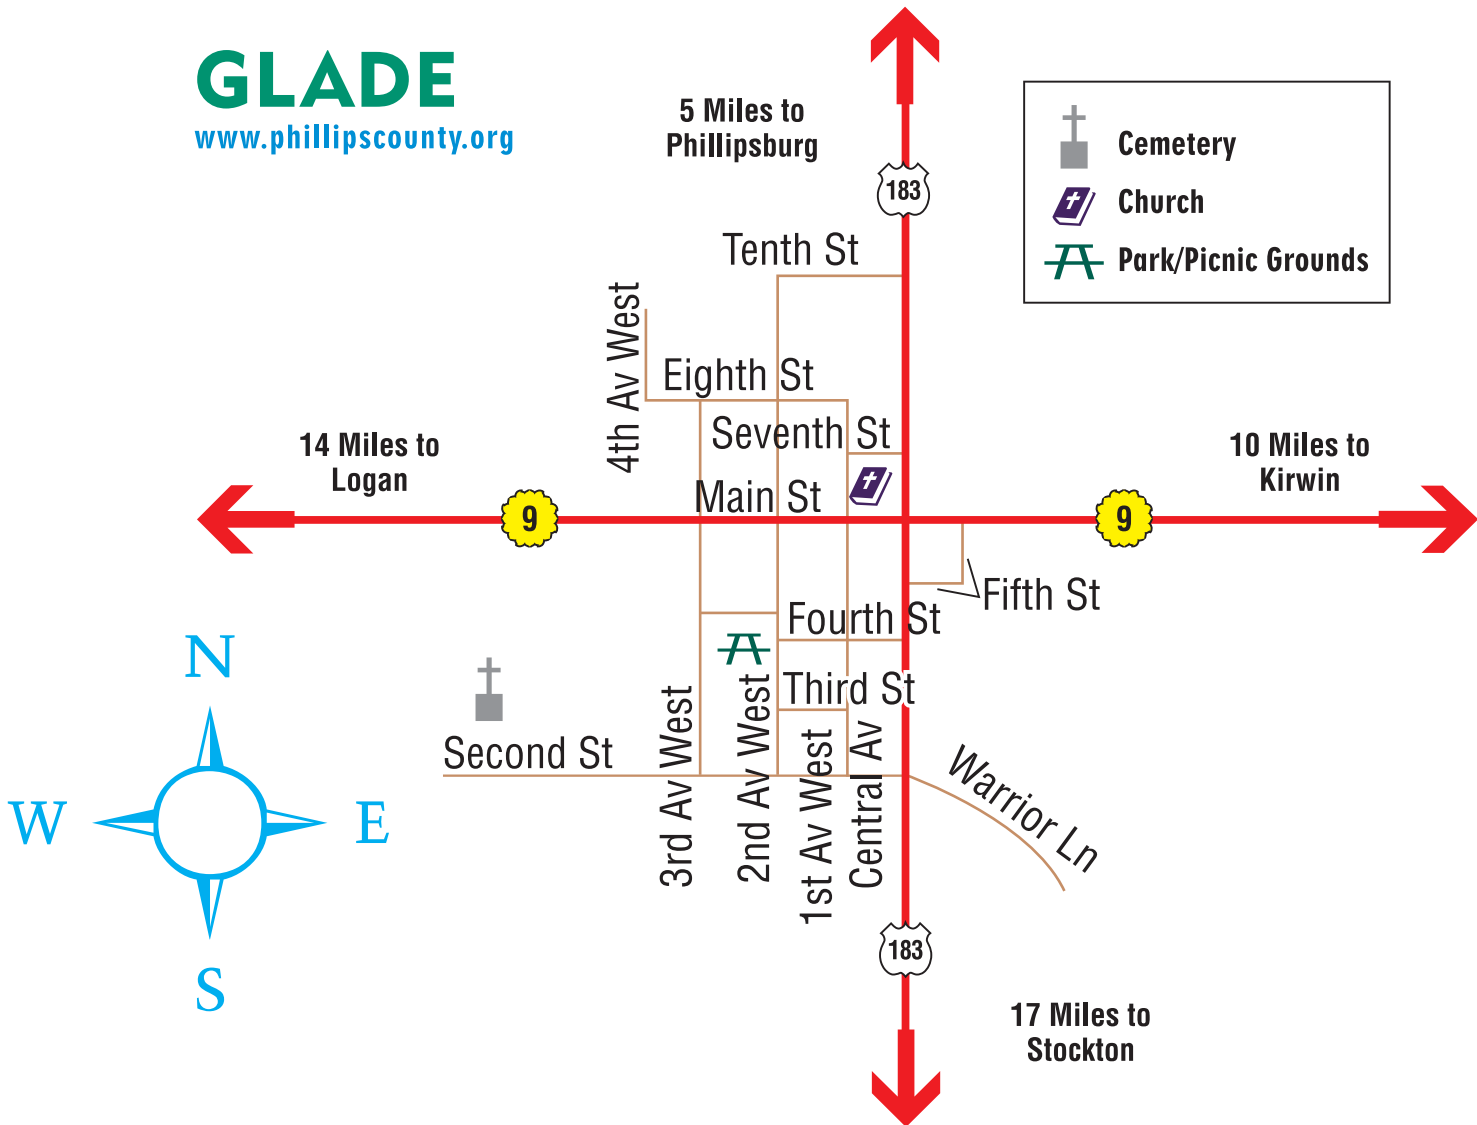 GLADE
www.phillipscounty.org
5 Miles to
Phillipsburg
183
Cemetery
Church
Park/Picnic Grounds
Tenth St
4th Av West
Eighth St
Seventh St
14 Miles to
Logan
10 Miles to
Kirwin
Main St
9
9
Fifth St
Fourth St
Third St
Second St
3rd Av West
2nd Av West
1st Av West
Central Av
Warrior Ln
N
W
E
S
183
17 Miles to
Stockton